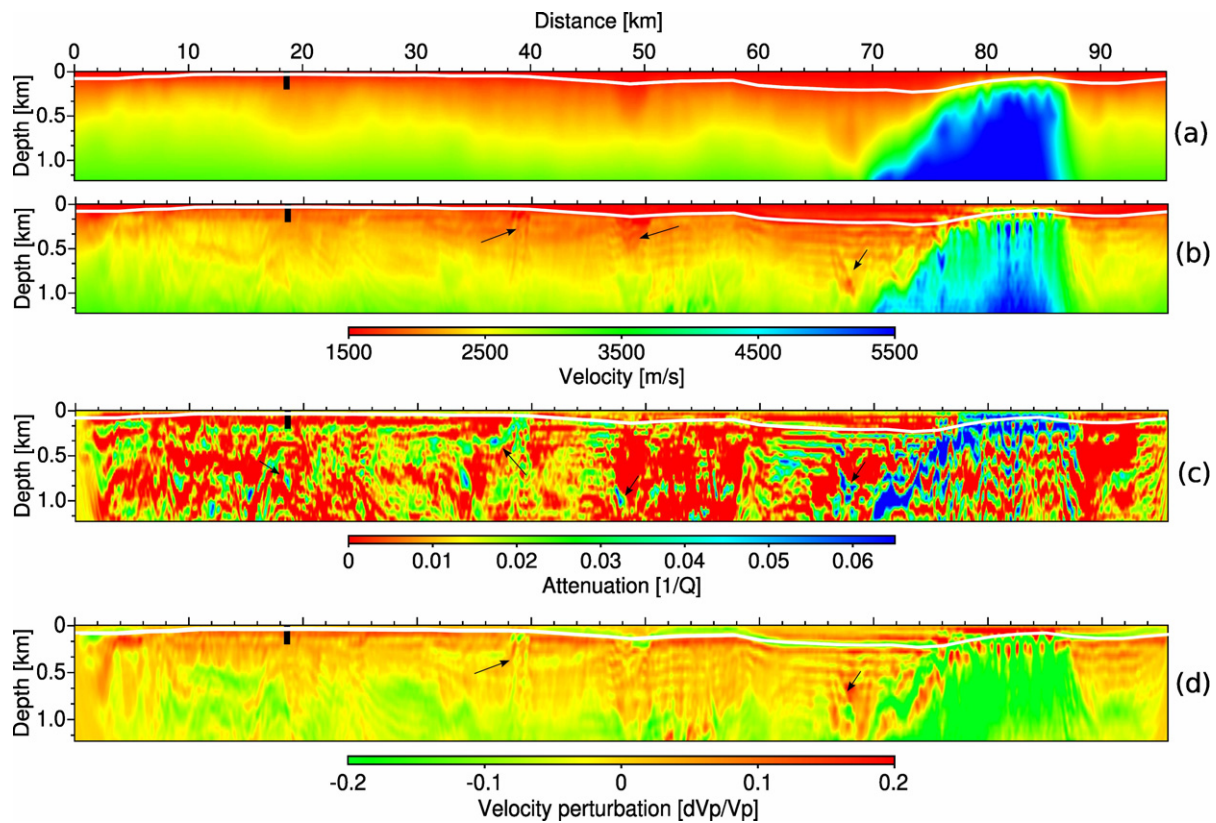 Distance [km]
0 10 20 30 40 50 60 70 80 90
Depth [km]
0
0.5
1.0
(a)
Depth [km]
0
0.5
1.0
(b)
1500 2500 3500 4500 5500
Velocity [m/s]
Depth [km]
0
0.5
1.0
(c)
0 0.01 0.02 0.03 0.04 0.05 0.06
Attenuation [1/Q]
Depth [km]
0
0.5
1.0
(d)
-0.2 -0.1 0 0.1 0.2
Velocity perturbation [dVp/Vp]